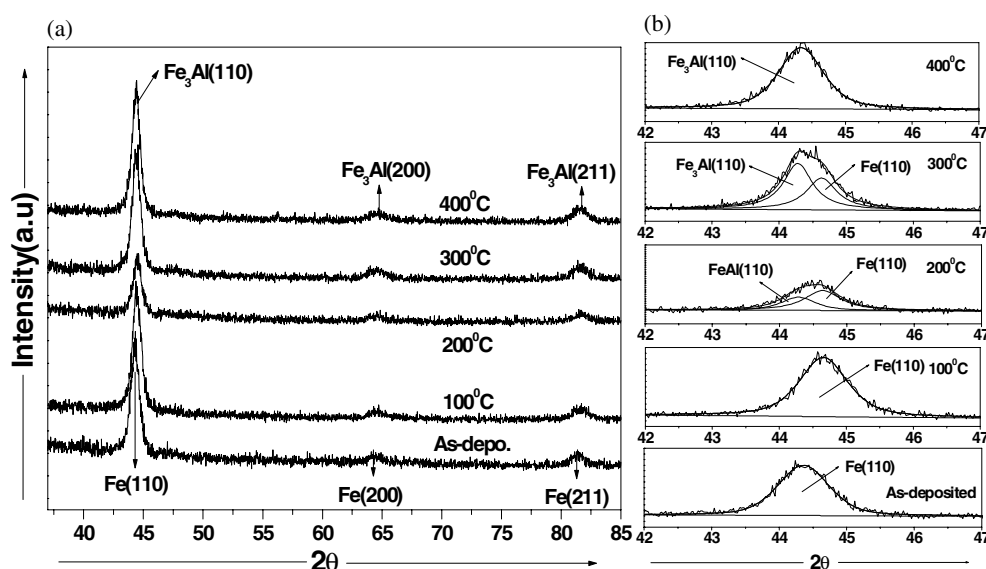 (a)
Fe3Al(110)
Fe3Al(200)
Fe3Al(211)
400⁰C
300⁰C
200⁰C
100⁰C
As-depo.
Fe(110)
Fe(200)
Fe(211)
Intensity(a.u)
40 45 50 55 60 65 70 75 80 85
2θ
(b)
Fe3Al(110)
400⁰C
42 43 44 45 46 47
Fe3Al(110)
Fe(110)
300⁰C
42 43 44 45 46 47
FeAl(110)
Fe(110)
200⁰C
42 43 44 45 46 47
Fe(110)
100⁰C
42 43 44 45 46 47
Fe(110)
As-deposited
42 43 44 45 46 47
2θ